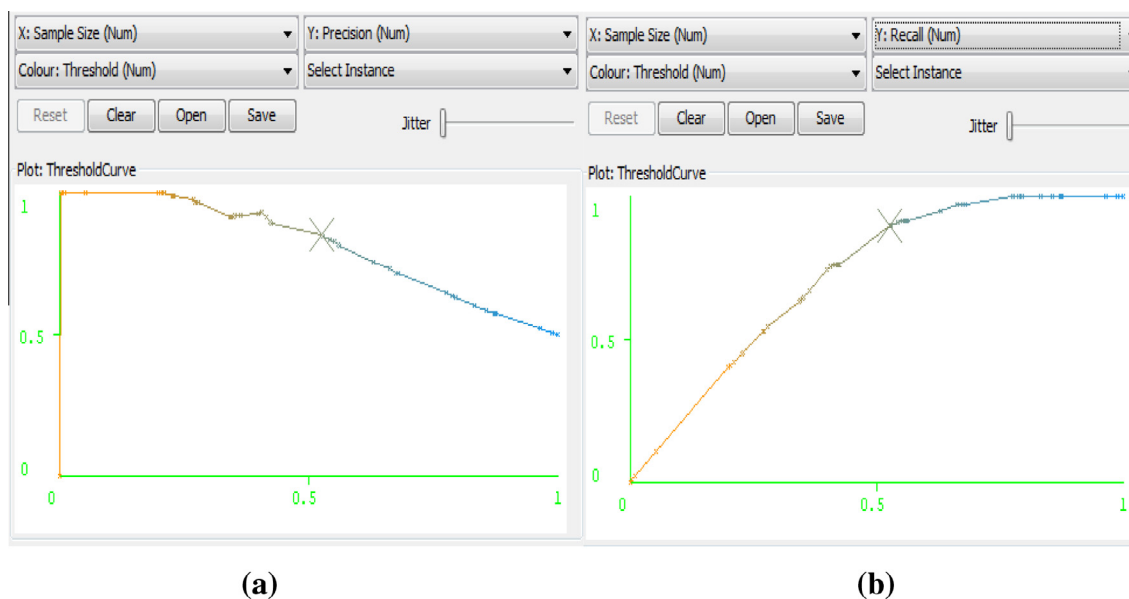 X: Sample Size (Num)
Y: Precision (Num)
Colour: Threshold (Num)
Select Instance
Reset
Clear
Open
Save
Jitter
Plot: ThresholdCurve
1
0.5
0
0
0.5
1
(a)
X: Sample Size (Num)
Y: Recall (Num)
Colour: Threshold (Num)
Select Instance
Reset
Clear
Open
Save
Jitter
Plot: ThresholdCurve
1
0.5
0
0
0.5
1
(b)